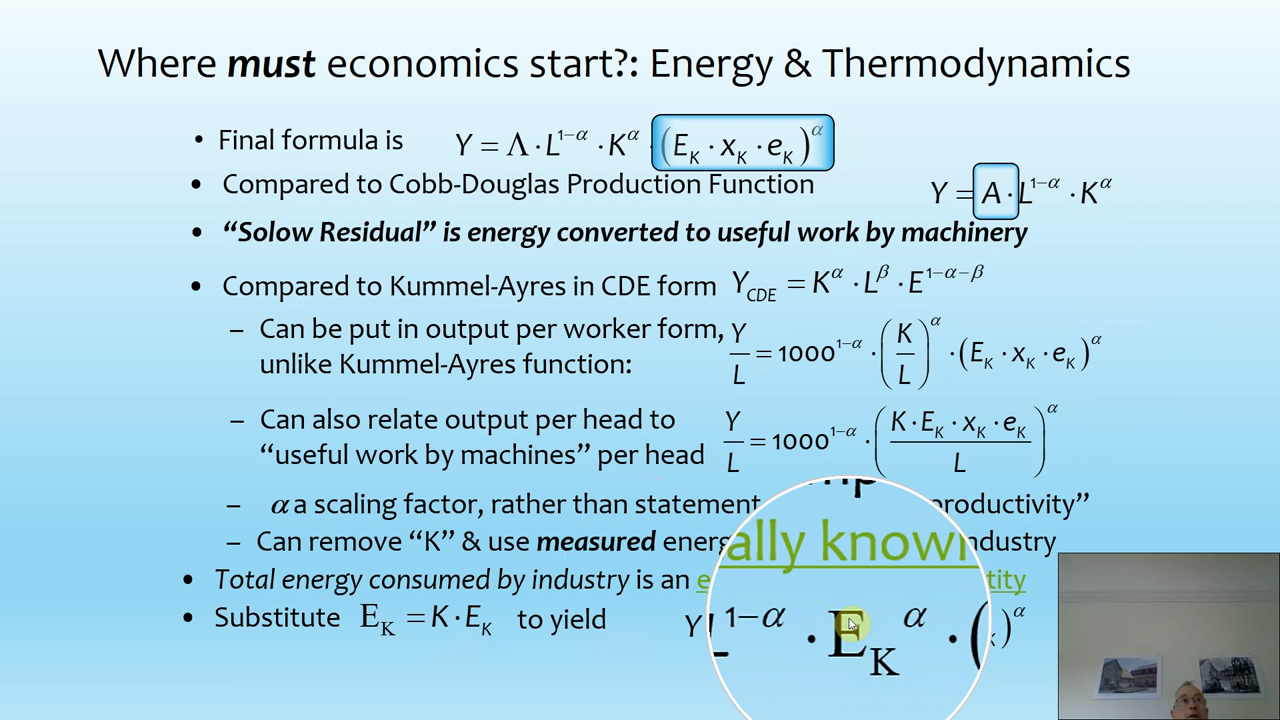 Where must economics start?: Energy & Thermodynamics
• Final formula is Y = Λ · L^{1−α} · K^α · (E_K · x_K · e_K)^α
• Compared to Cobb-Douglas Production Function Y = A · L^{1−α} · K^α
• “Solow Residual” is energy converted to useful work by machinery
• Compared to Kummel-Ayres in CDE form Y_{CDE} = K^α · L^β · E^{1−α−β}
– Can be put in output per worker form,
unlike Kummel-Ayres function: Y/L = 1000^{1−α} · (K/L)^α · (E_K · x_K · e_K)^α
– Can also relate output per head to
“useful work by machines” per head Y/L = 1000^{1−α} · (K · E_K · x_K · e_K / L)^α
– α a scaling factor, rather than statement productivity”
– Can remove “K” & use measured ndustry
ally known
• Total energy consumed by industry is an tity
• Substitute E_K = K · E_K to yield Y L^{1−α} · E_K^α · ( _K)^α